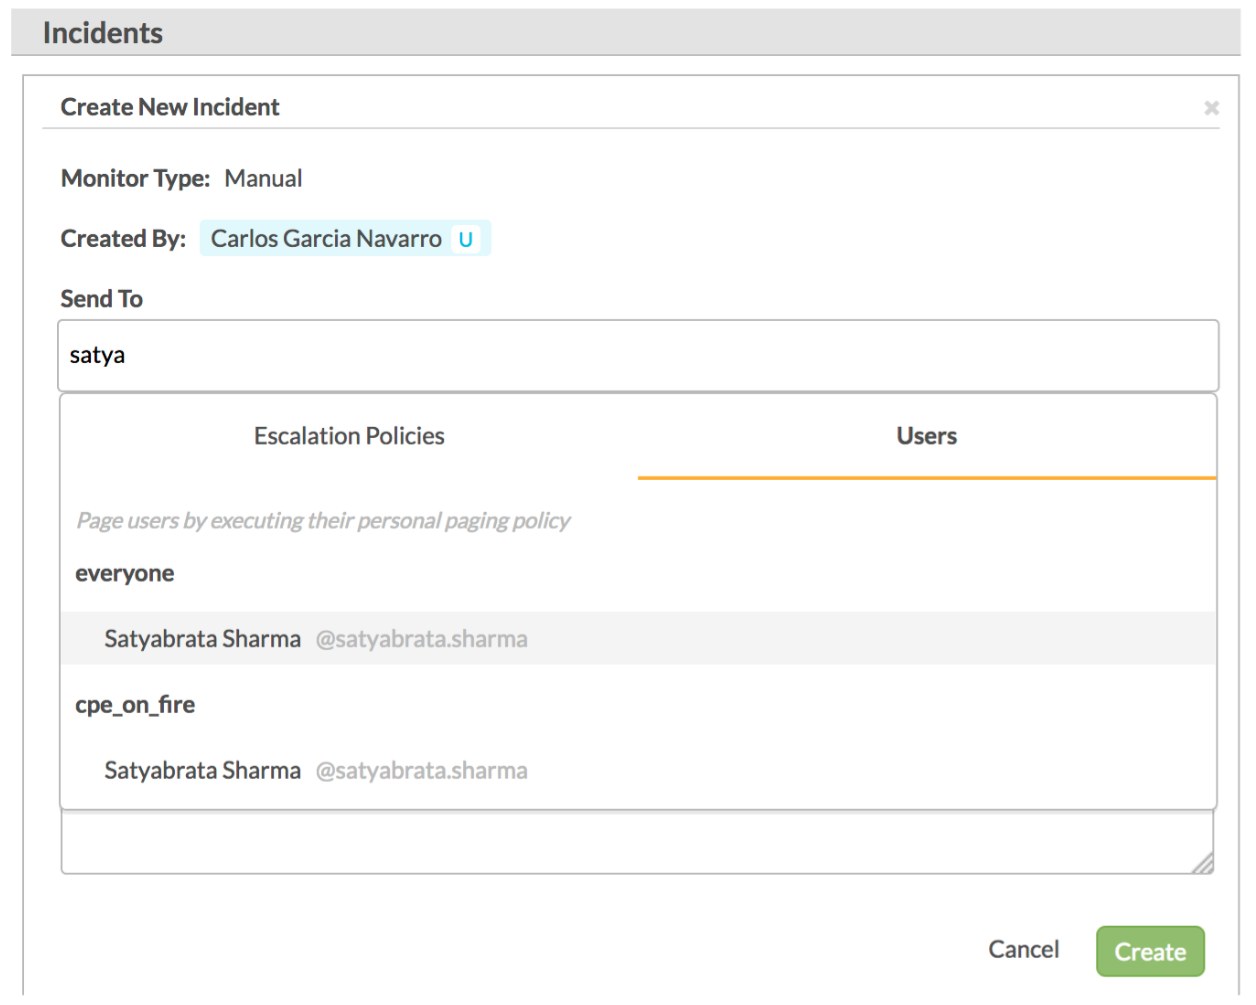 Incidents
Create New Incident
Monitor Type: Manual
Created By: Carlos Garcia Navarro U
Send To
satya
Escalation Policies Users
Page users by executing their personal paging policy
everyone
Satyabrata Sharma @satyabrata.sharma
cpe_on_fire
Satyabrata Sharma @satyabrata.sharma
Cancel Create